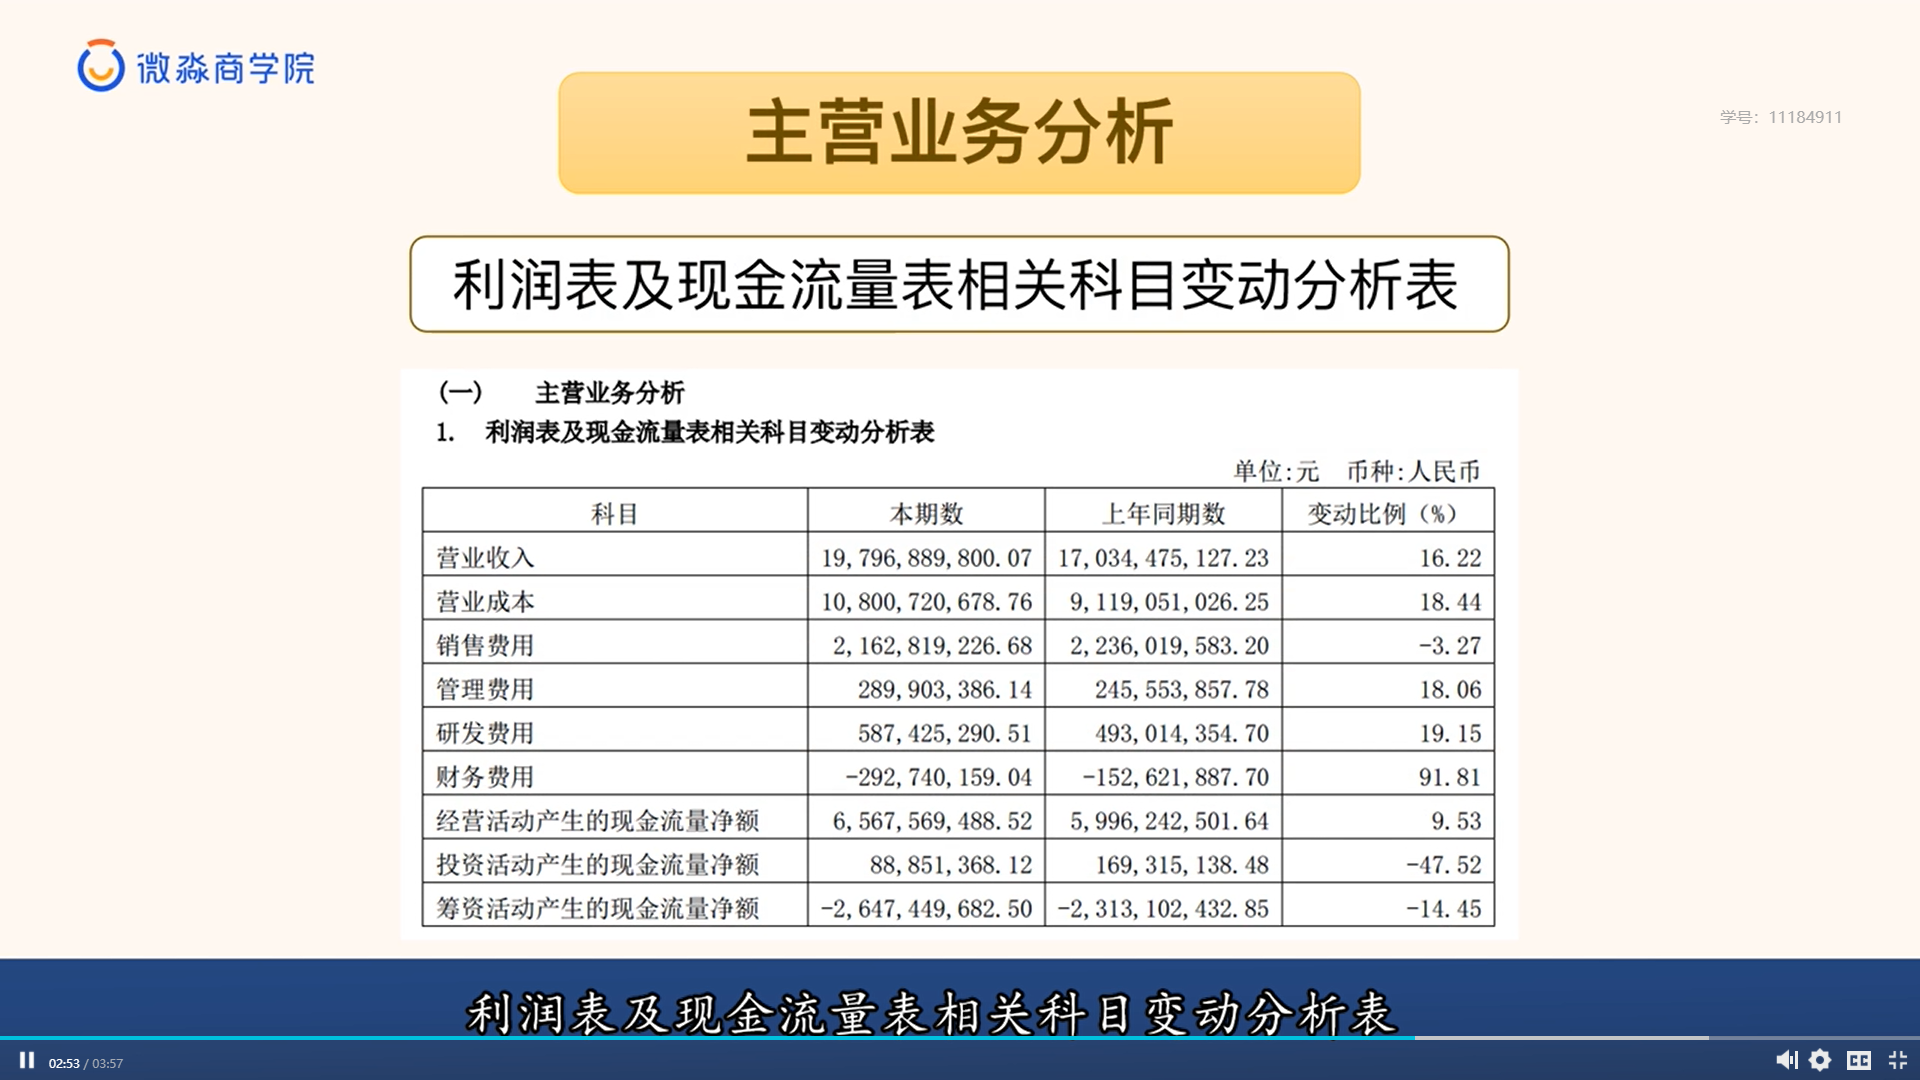 微淼商学院
主营业务分析
学号：11184911
利润表及现金流量表相关科目变动分析表
(一) 主营业务分析
1. 利润表及现金流量表相关科目变动分析表
单位:元 币种:人民币
科目 本期数 上年同期数 变动比例（%）
营业收入 19,796,889,800.07 17,034,475,127.23 16.22
营业成本 10,800,720,678.76 9,119,051,026.25 18.44
销售费用 2,162,819,226.68 2,236,019,583.20 -3.27
管理费用 289,903,386.14 245,553,857.78 18.06
研发费用 587,425,290.51 493,014,354.70 19.15
财务费用 -292,740,159.04 -152,621,887.70 91.81
经营活动产生的现金流量净额 6,567,569,488.52 5,996,242,501.64 9.53
投资活动产生的现金流量净额 88,851,368.12 169,315,138.48 -47.52
筹资活动产生的现金流量净额 -2,647,449,682.50 -2,313,102,432.85 -14.45
利润表及现金流量表相关科目变动分析表
02:53 / 03:57 CC